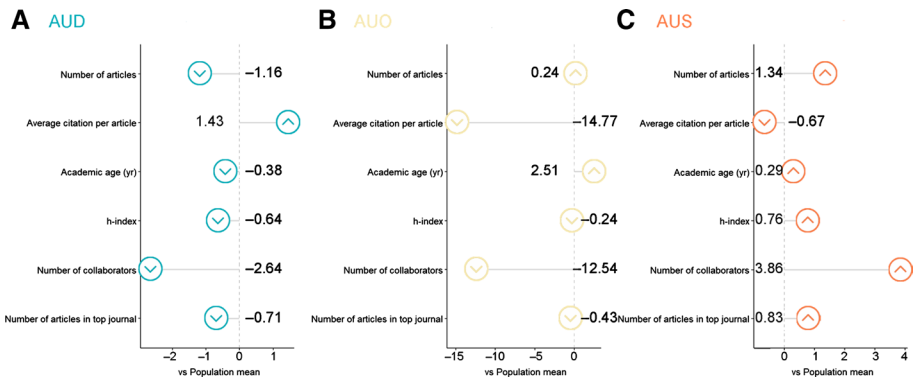 A AUD
Number of articles −1.16
Average citation per article 1.43
Academic age (yr) −0.38
h-index −0.64
Number of collaborators −2.64
Number of articles in top journal −0.71
−2 −1 0 1
vs Population mean
B AUO
Number of articles 0.24
Average citation per article −14.77
Academic age (yr) 2.51
h-index −0.24
Number of collaborators −12.54
Number of articles in top journal −0.43
−15 −10 −5 0
vs Population mean
C AUS
Number of articles 1.34
Average citation per article −0.67
Academic age (yr) 0.29
h-index 0.76
Number of collaborators 3.86
Number of articles in top journal 0.83
0 1 2 3 4
vs Population mean